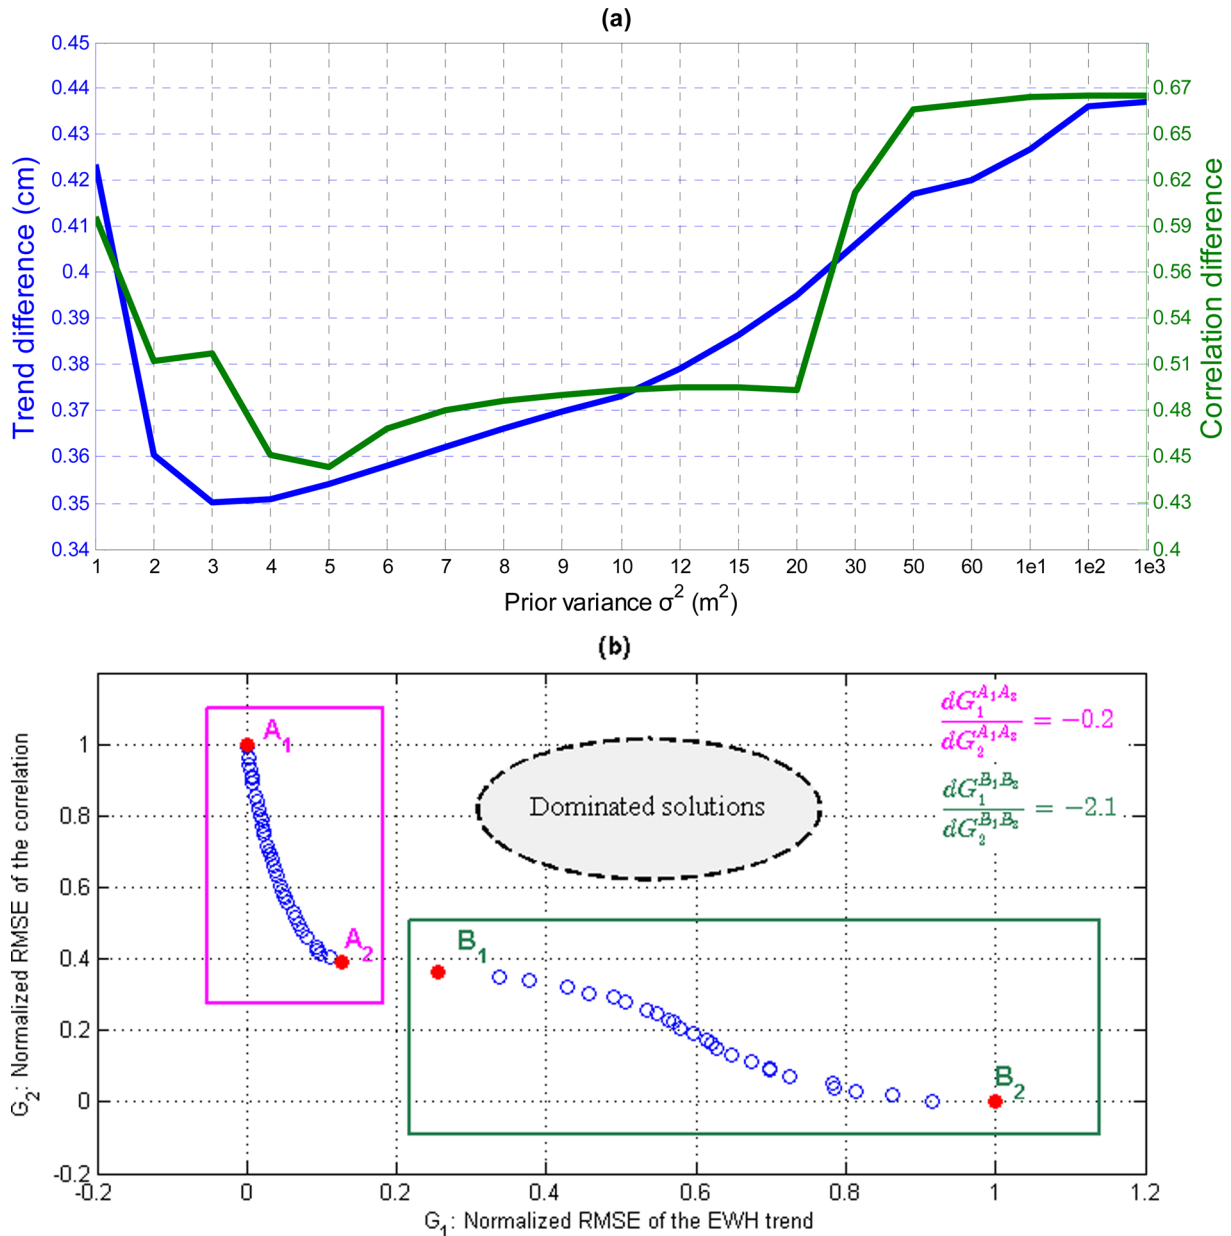 (a)
0.45
0.44
0.43
0.42
0.41
0.4
0.39
0.38
0.37
0.36
0.35
0.34
Trend difference (cm)
0.67
0.65
0.62
0.59
0.56
0.54
0.51
0.48
0.45
0.43
0.4
Correlation difference
1 2 3 4 5 6 7 8 9 10 12 15 20 30 50 60 1e1 1e2 1e3
Prior variance σ² (m²)
(b)
G₂: Normalized RMSE of the correlation
1
0.8
0.6
0.4
0.2
0
-0.2
A₁
A₂
B₁
B₂
Dominated solutions
dG₁^{A₁A₂} / dG₂^{A₁A₂} = −0.2
dG₁^{B₁B₂} / dG₂^{B₁B₂} = −2.1
-0.2 0 0.2 0.4 0.6 0.8 1 1.2
G₁: Normalized RMSE of the EWH trend